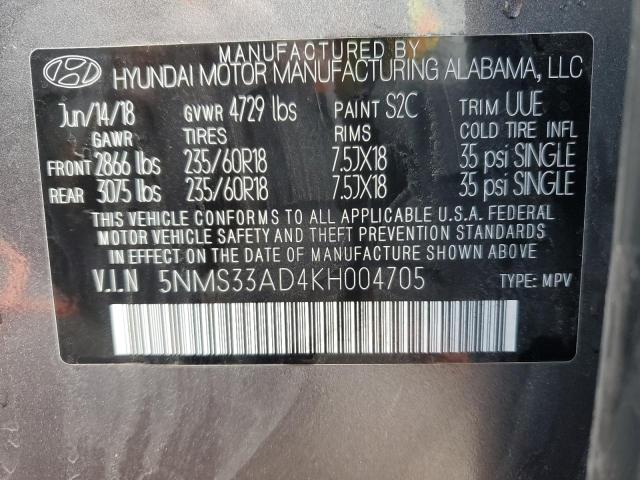 MANUFACTURED BY
HYUNDAI MOTOR MANUFACTURING ALABAMA, LLC
Jun/14/18 GVWR 4729 lbs PAINT S2C TRIM UUE
GAWR TIRES RIMS COLD TIRE INFL
FRONT 2866 lbs 235/60R18 7.5JX18 35 psi SINGLE
REAR 3075 lbs 235/60R18 7.5JX18 35 psi SINGLE
THIS VEHICLE CONFORMS TO ALL APPLICABLE U.S.A. FEDERAL
MOTOR VEHICLE SAFETY AND THEFT PREVENTION STANDARDS
IN EFFECT ON THE DATE OF MANUFACTURE SHOWN ABOVE.
V.I.N 5NMS33AD4KH004705 TYPE: MPV